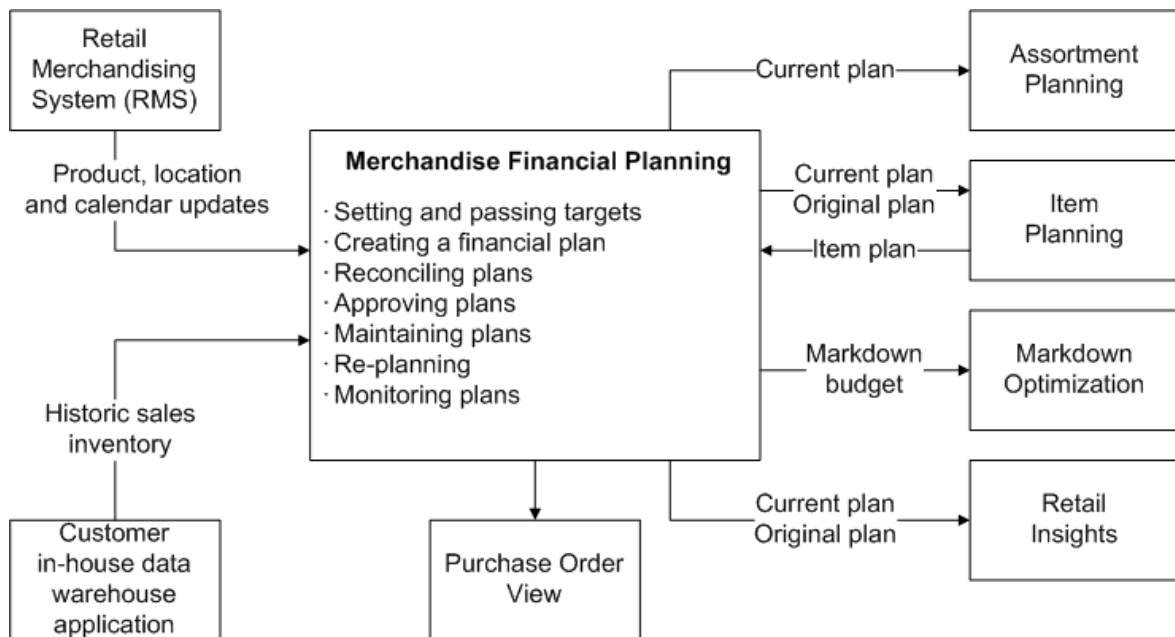 Retail
Merchandising
System (RMS)
Product, location
and calendar updates
Historic sales
inventory
Customer
in-house data
warehouse
application
Merchandise Financial Planning
· Setting and passing targets
· Creating a financial plan
· Reconciling plans
· Approving plans
· Maintaining plans
· Re-planning
· Monitoring plans
Purchase Order
View
Current plan
Assortment
Planning
Current plan
Original plan
Item plan
Item
Planning
Markdown
budget
Markdown
Optimization
Current plan
Original plan
Retail
Insights